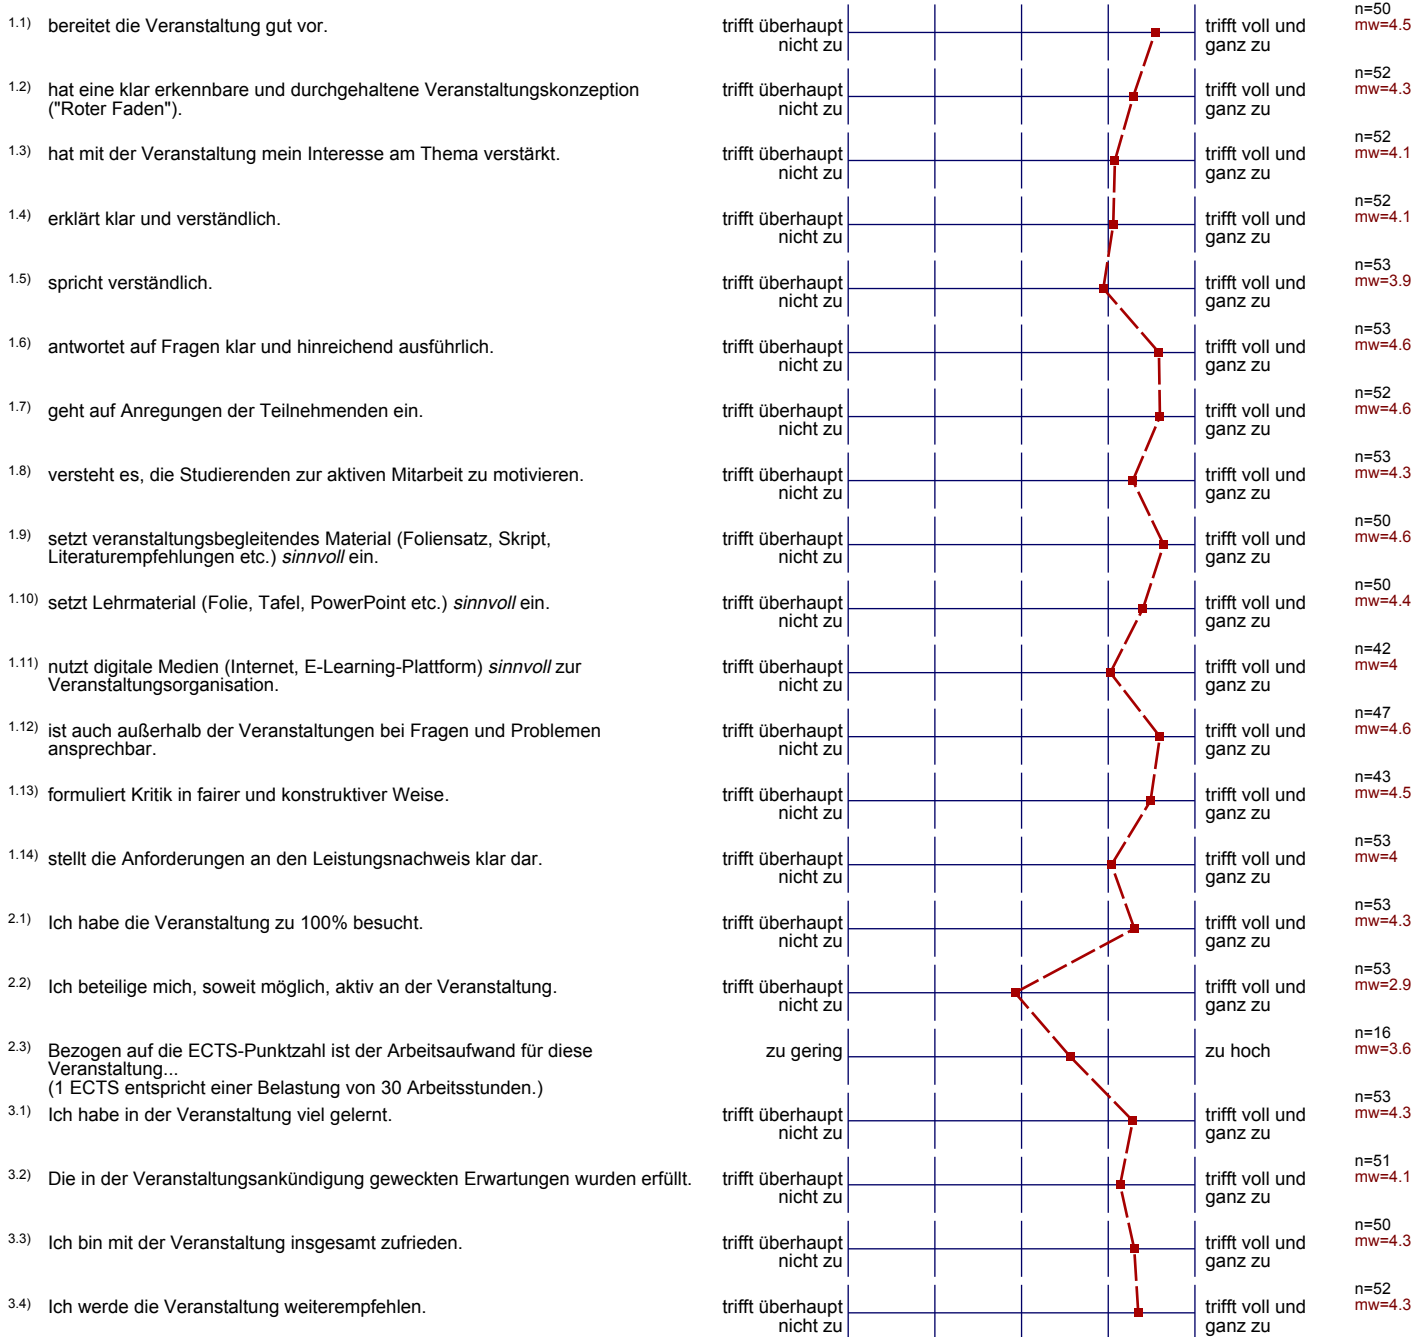 n=50
1.1) bereitet die Veranstaltung gut vor. trifft überhaupt trifft voll und mw=4.5
nicht zu ganz zu
n=52
1.2) hat eine klar erkennbare und durchgehaltene Veranstaltungskonzeption trifft überhaupt trifft voll und mw=4.3
("Roter Faden"). nicht zu ganz zu
n=52
1.3) hat mit der Veranstaltung mein Interesse am Thema verstärkt. trifft überhaupt trifft voll und mw=4.1
nicht zu ganz zu
n=52
1.4) erklärt klar und verständlich. trifft überhaupt trifft voll und mw=4.1
nicht zu ganz zu
n=53
1.5) spricht verständlich. trifft überhaupt trifft voll und mw=3.9
nicht zu ganz zu
n=53
1.6) antwortet auf Fragen klar und hinreichend ausführlich. trifft überhaupt trifft voll und mw=4.6
nicht zu ganz zu
n=52
1.7) geht auf Anregungen der Teilnehmenden ein. trifft überhaupt trifft voll und mw=4.6
nicht zu ganz zu
n=53
1.8) versteht es, die Studierenden zur aktiven Mitarbeit zu motivieren. trifft überhaupt trifft voll und mw=4.3
nicht zu ganz zu
n=50
1.9) setzt veranstaltungsbegleitendes Material (Foliensatz, Skript, trifft überhaupt trifft voll und mw=4.6
Literaturempfehlungen etc.) sinnvoll ein. nicht zu ganz zu
n=50
1.10) setzt Lehrmaterial (Folie, Tafel, PowerPoint etc.) sinnvoll ein. trifft überhaupt trifft voll und mw=4.4
nicht zu ganz zu
n=42
1.11) nutzt digitale Medien (Internet, E-Learning-Plattform) sinnvoll zur trifft überhaupt trifft voll und mw=4
Veranstaltungsorganisation. nicht zu ganz zu
n=47
1.12) ist auch außerhalb der Veranstaltungen bei Fragen und Problemen trifft überhaupt trifft voll und mw=4.6
ansprechbar. nicht zu ganz zu
n=43
1.13) formuliert Kritik in fairer und konstruktiver Weise. trifft überhaupt trifft voll und mw=4.5
nicht zu ganz zu
n=53
1.14) stellt die Anforderungen an den Leistungsnachweis klar dar. trifft überhaupt trifft voll und mw=4
nicht zu ganz zu
n=53
2.1) Ich habe die Veranstaltung zu 100% besucht. trifft überhaupt trifft voll und mw=4.3
nicht zu ganz zu
n=53
2.2) Ich beteilige mich, soweit möglich, aktiv an der Veranstaltung. trifft überhaupt trifft voll und mw=2.9
nicht zu ganz zu
n=16
2.3) Bezogen auf die ECTS-Punktzahl ist der Arbeitsaufwand für diese zu gering zu hoch mw=3.6
Veranstaltung...
(1 ECTS entspricht einer Belastung von 30 Arbeitsstunden.)
n=53
3.1) Ich habe in der Veranstaltung viel gelernt. trifft überhaupt trifft voll und mw=4.3
nicht zu ganz zu
n=51
3.2) Die in der Veranstaltungsankündigung geweckten Erwartungen wurden erfüllt. trifft überhaupt trifft voll und mw=4.1
nicht zu ganz zu
n=50
3.3) Ich bin mit der Veranstaltung insgesamt zufrieden. trifft überhaupt trifft voll und mw=4.3
nicht zu ganz zu
n=52
3.4) Ich werde die Veranstaltung weiterempfehlen. trifft überhaupt trifft voll und mw=4.3
nicht zu ganz zu